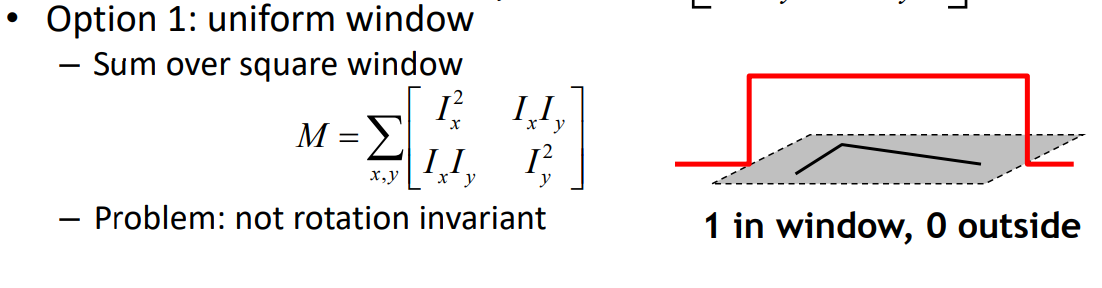 • Option 1: uniform window
– Sum over square window
M = ∑x,y [ I_x^2 I_xI_y
I_xI_y I_y^2 ]
– Problem: not rotation invariant
1 in window, 0 outside